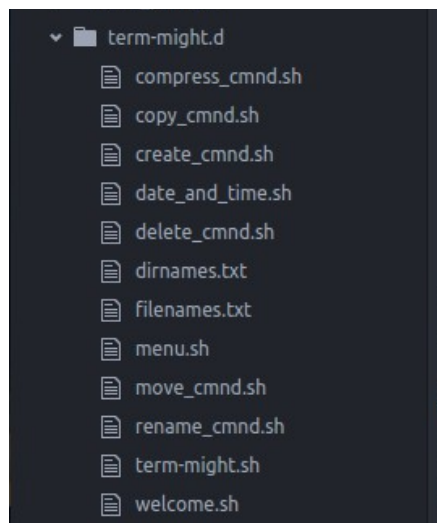 term-might.d
compress_cmnd.sh
copy_cmnd.sh
create_cmnd.sh
date_and_time.sh
delete_cmnd.sh
dirnames.txt
filenames.txt
menu.sh
move_cmnd.sh
rename_cmnd.sh
term-might.sh
welcome.sh